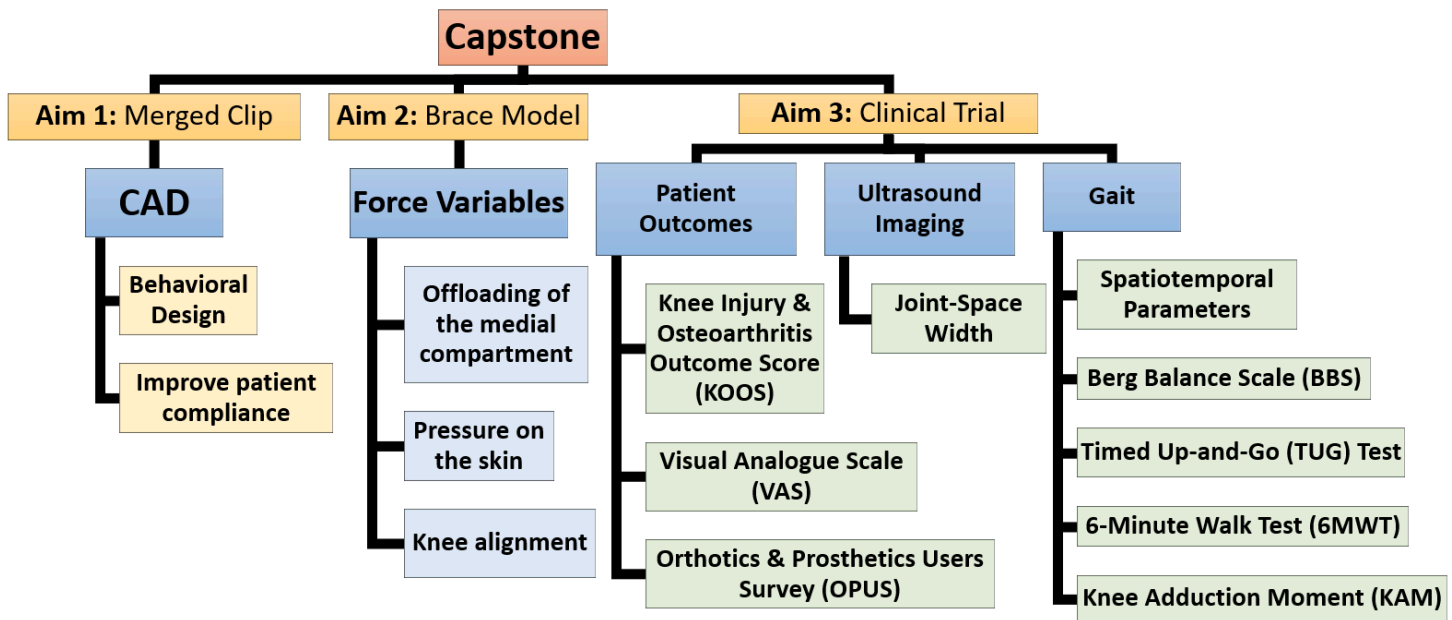 Capstone
Aim 1: Merged Clip
Aim 2: Brace Model
Aim 3: Clinical Trial
CAD
Behavioral
Design
Improve patient
compliance
Force Variables
Offloading of
the medial
compartment
Pressure on
the skin
Knee alignment
Patient
Outcomes
Knee Injury &
Osteoarthritis
Outcome Score
(KOOS)
Visual Analogue Scale
(VAS)
Orthotics & Prosthetics Users
Survey (OPUS)
Ultrasound
Imaging
Joint-Space
Width
Gait
Spatiotemporal
Parameters
Berg Balance Scale (BBS)
Timed Up-and-Go (TUG) Test
6-Minute Walk Test (6MWT)
Knee Adduction Moment (KAM)